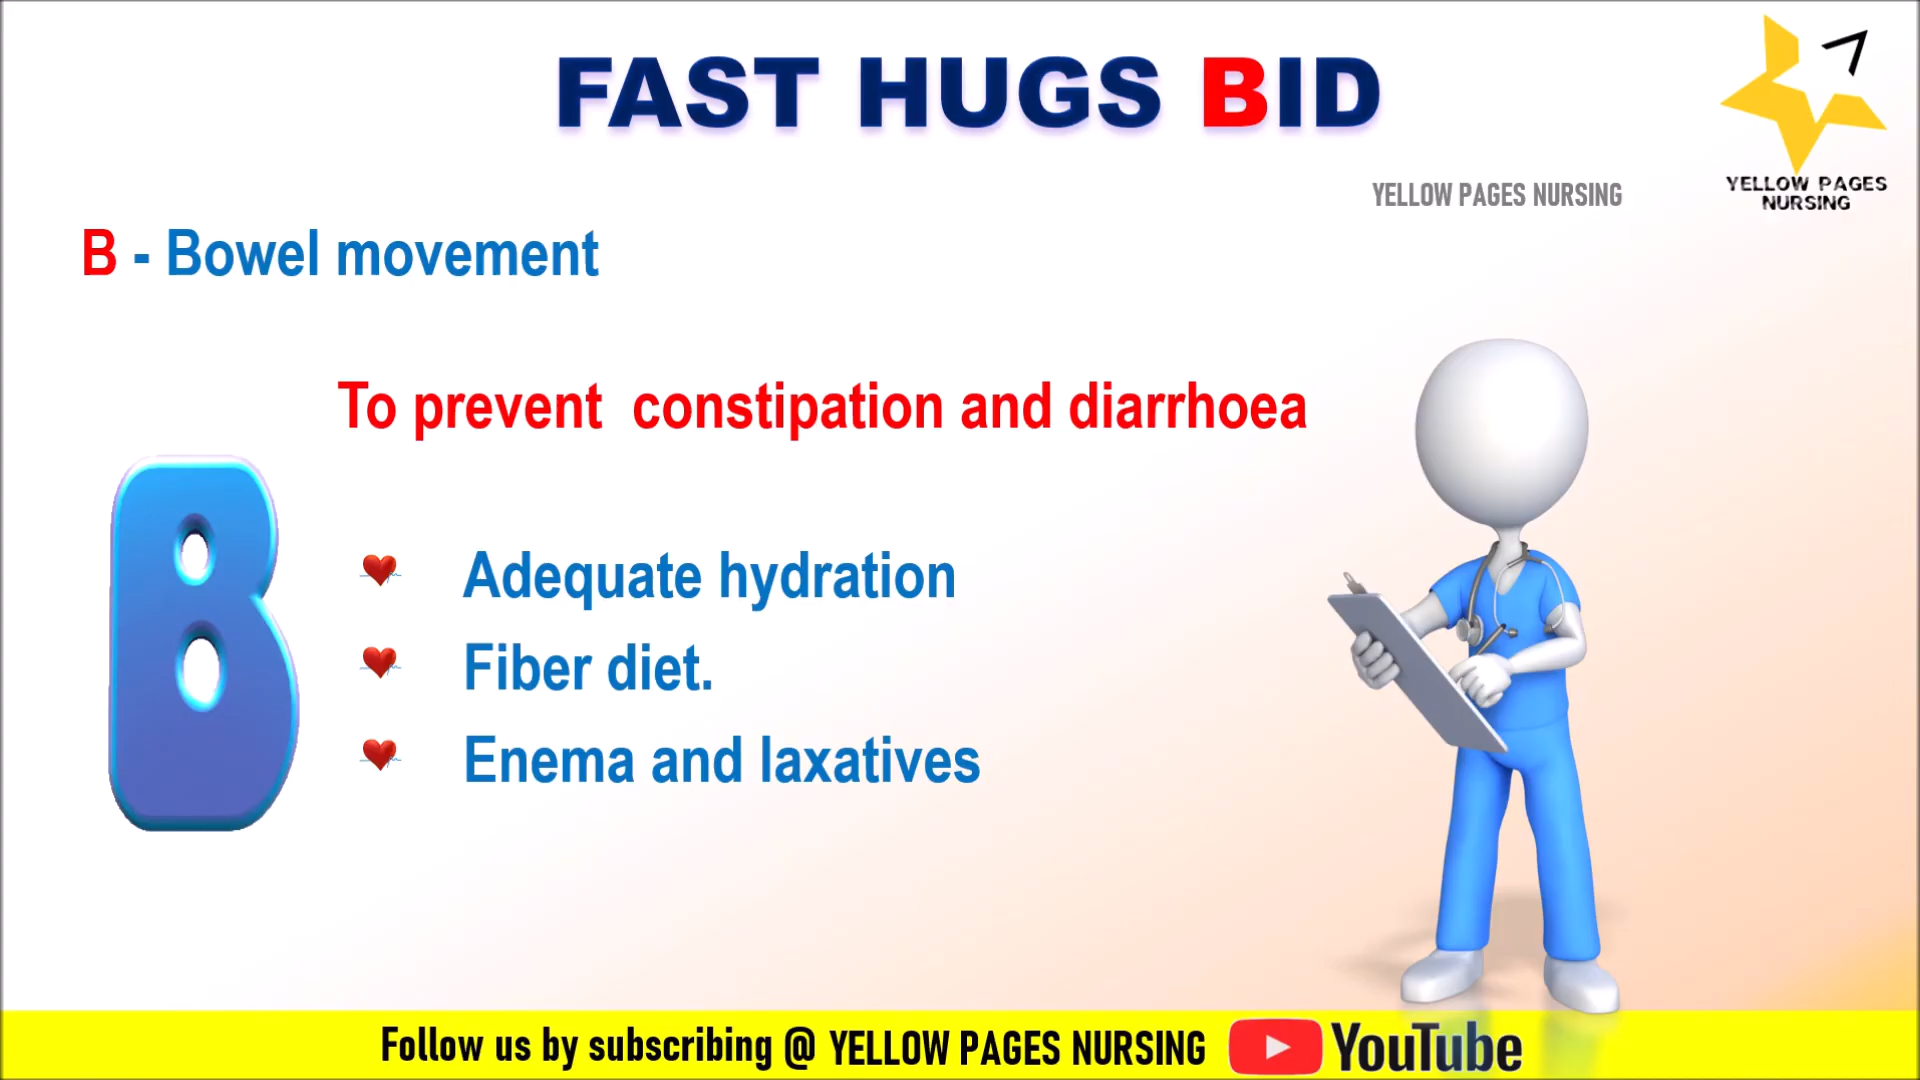 FAST HUGS BID
YELLOW PAGES
NURSING
YELLOW PAGES NURSING
B - Bowel movement
To prevent constipation and diarrhoea
B
Adequate hydration
Fiber diet.
Enema and laxatives
Follow us by subscribing @ YELLOW PAGES NURSING YouTube